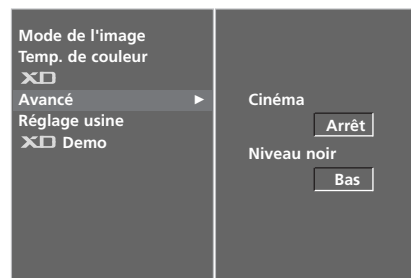 Mode de l'image
Temp. de couleur
XD
Avancé ►
Réglage usine
XD Demo
Cinéma
Arrêt
Niveau noir
Bas